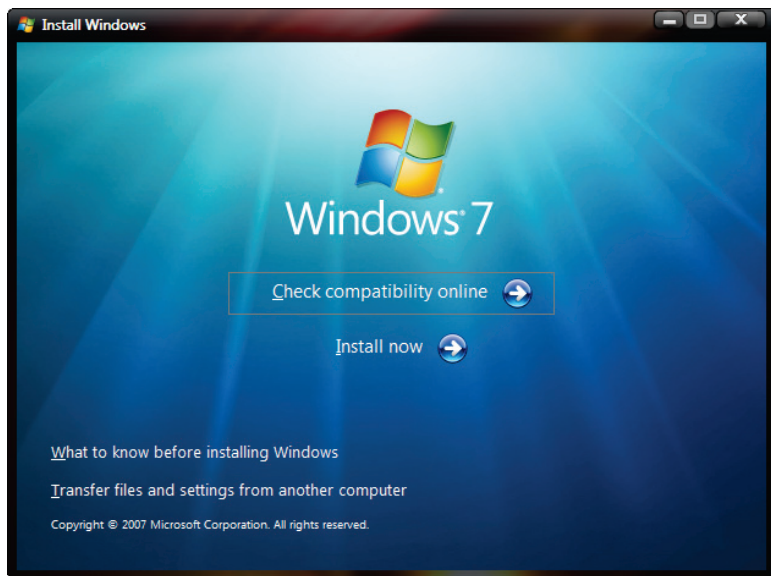 Install Windows
Windows 7
Check compatibility online
Install now
What to know before installing Windows
Transfer files and settings from another computer
Copyright © 2007 Microsoft Corporation. All rights reserved.